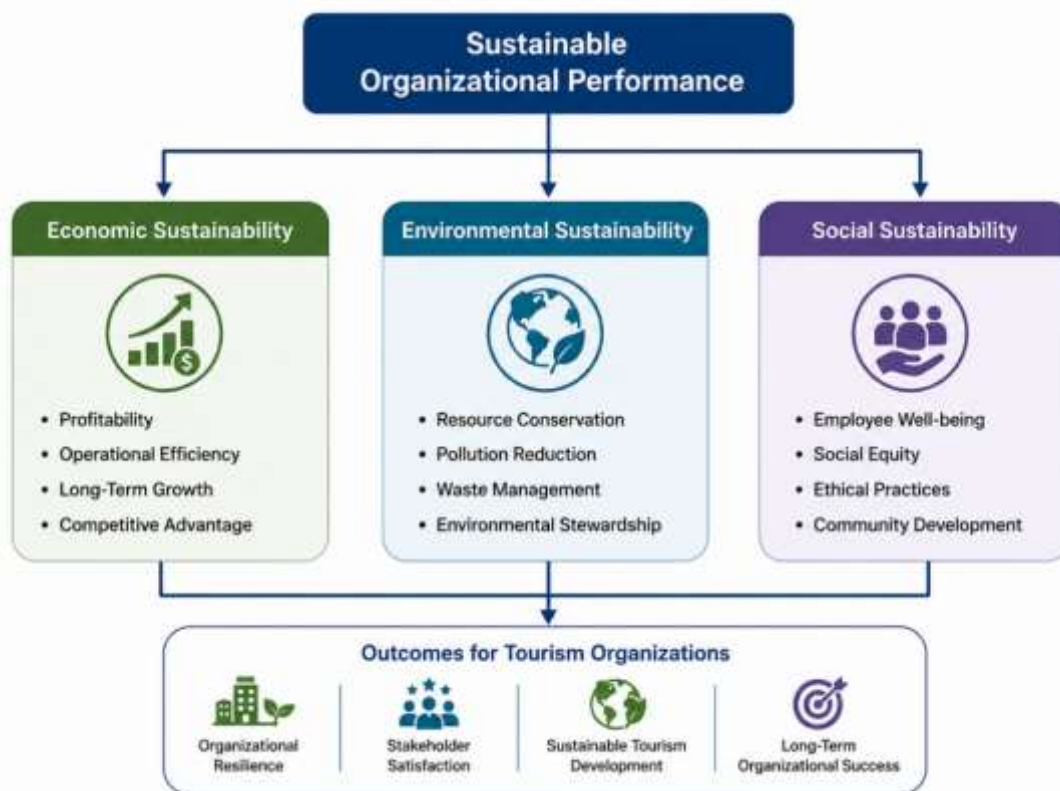 Sustainable
Organizational Performance
Economic Sustainability
• Profitability
• Operational Efficiency
• Long-Term Growth
• Competitive Advantage
Environmental Sustainability
• Resource Conservation
• Pollution Reduction
• Waste Management
• Environmental Stewardship
Social Sustainability
• Employee Well-being
• Social Equity
• Ethical Practices
• Community Development
Outcomes for Tourism Organizations
Organizational
Resilience
Stakeholder
Satisfaction
Sustainable Tourism
Development
Long-Term
Organizational Success
$